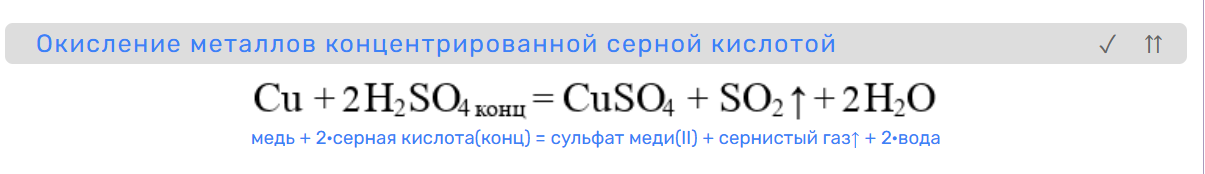 Окисление металлов концентрированной серной кислотой ✓ ⇈
Cu + 2H₂SO₄ конц = CuSO₄ + SO₂↑ + 2H₂O
медь + 2·серная кислота(конц) = сульфат меди(II) + сернистый газ↑ + 2·вода